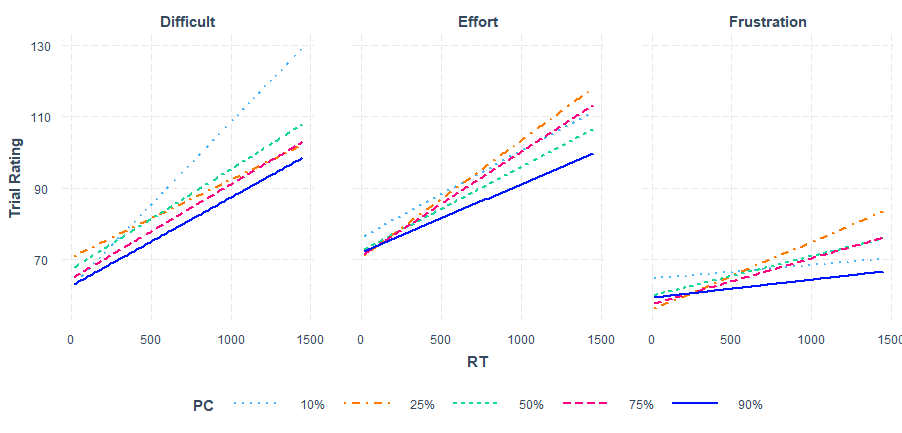 Difficult Effort Frustration
130
110
90
70
Trial Rating
0 500 1000 1500 0 500 1000 1500 0 500 1000 1500
RT
PC 10% 25% 50% 75% 90%